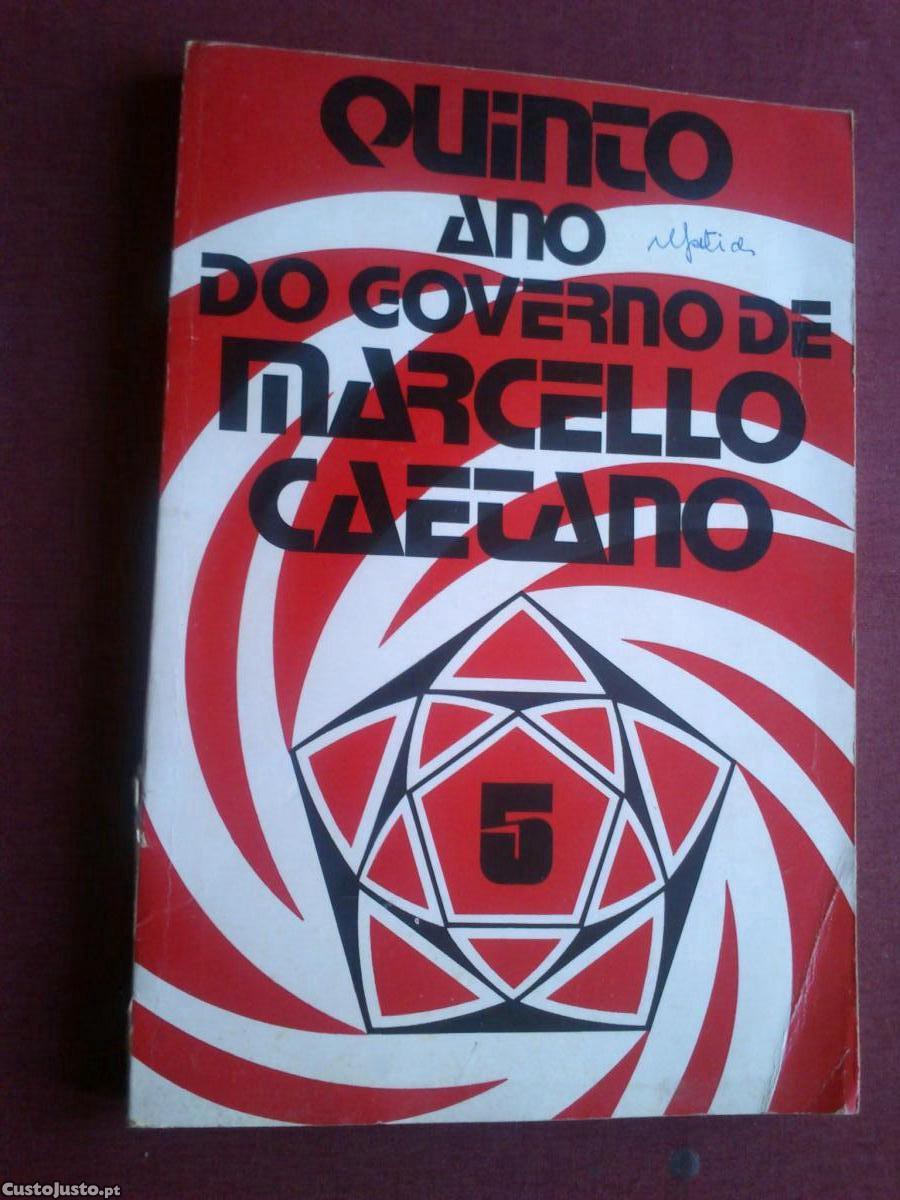 QUINTO
ANO
DO GOVERNO DE
MARCELLO
CAETANO
5
CustoJusto.pt